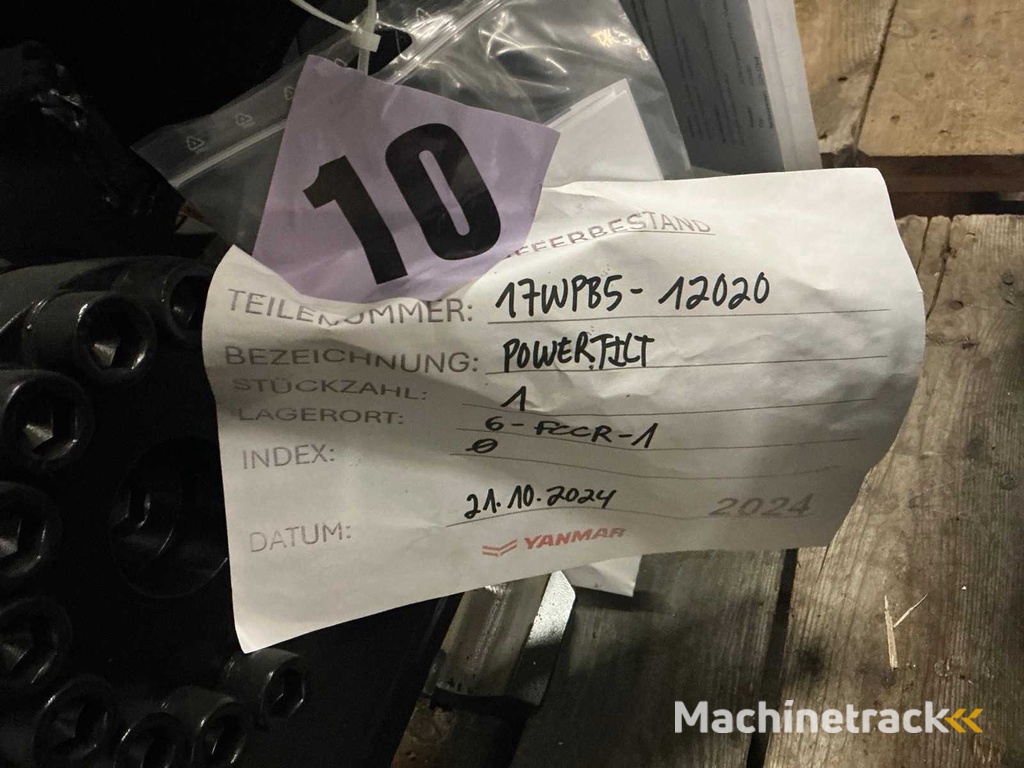 10
TEILENUMMER: 17WPB5-12020
BEZEICHNUNG: POWERTILT
STÜCKZAHL: 1
LAGERORT: 6-FCCR-1
INDEX: 0
DATUM: 21.10.2024 2024
YANMAR
Machinetrack